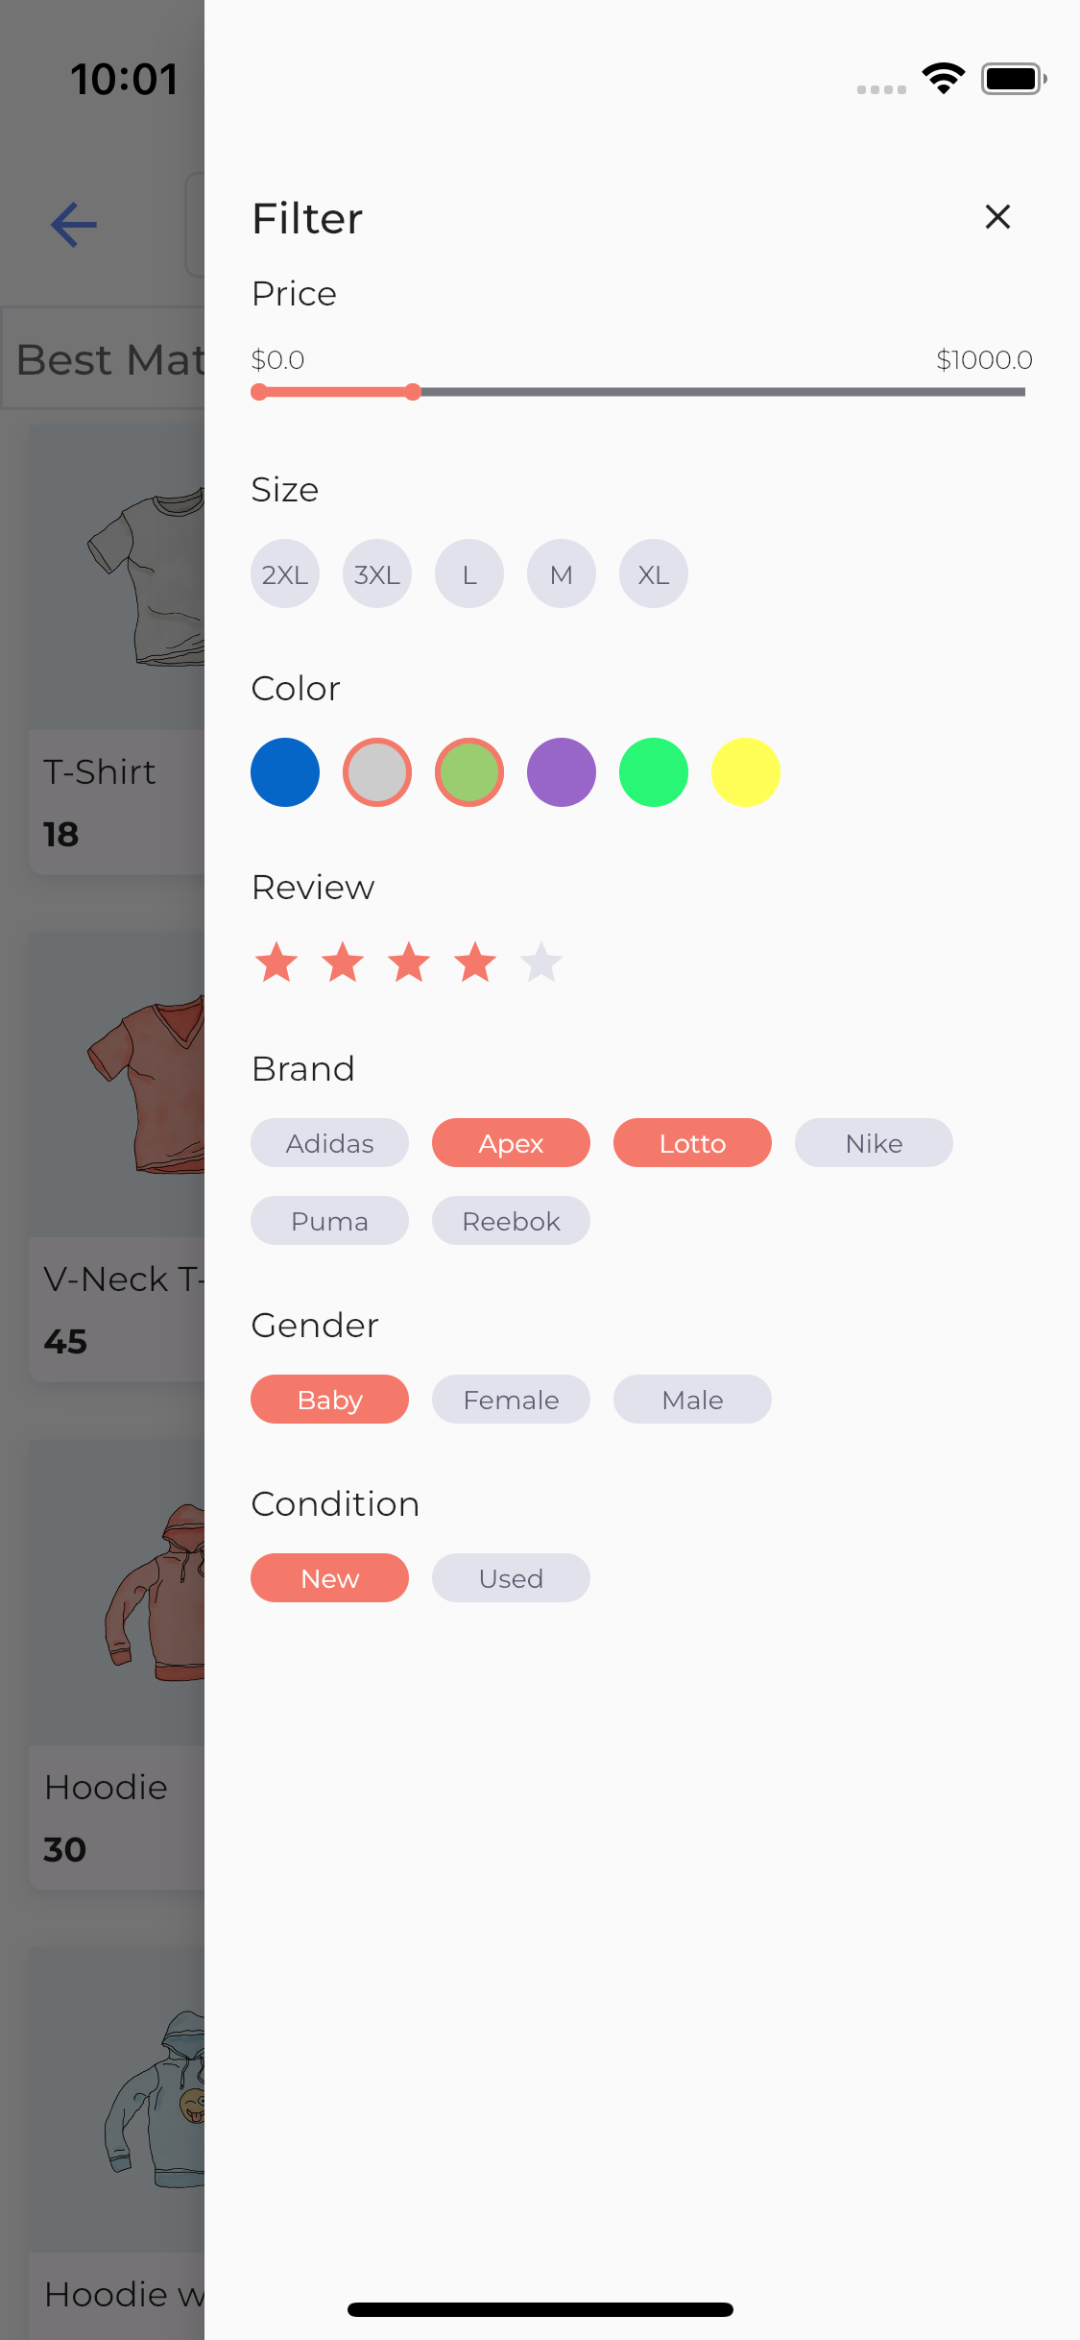 10:01
Filter
Price
$0.0 $1000.0
Best Mat
Size
2XL 3XL L M XL
Color
T-Shirt
18
Review
Brand
Adidas Apex Lotto Nike
Puma Reebok
V-Neck T-
45
Gender
Baby Female Male
Condition
New Used
Hoodie
30
Hoodie w